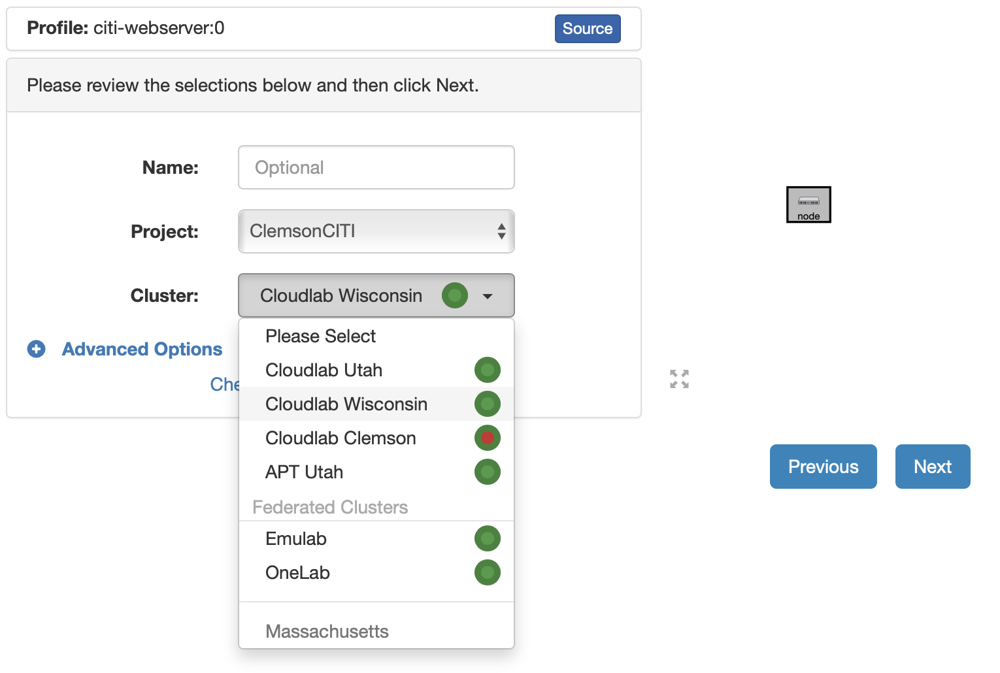 Profile: citi-webserver:0
Source
Please review the selections below and then click Next.
Name:
Optional
Project:
ClemsonCITI
Cluster:
Cloudlab Wisconsin
Please Select
Advanced Options
Cloudlab Utah
Che
Cloudlab Wisconsin
Cloudlab Clemson
APT Utah
Federated Clusters
Emulab
OneLab
Massachusetts
node
Previous
Next